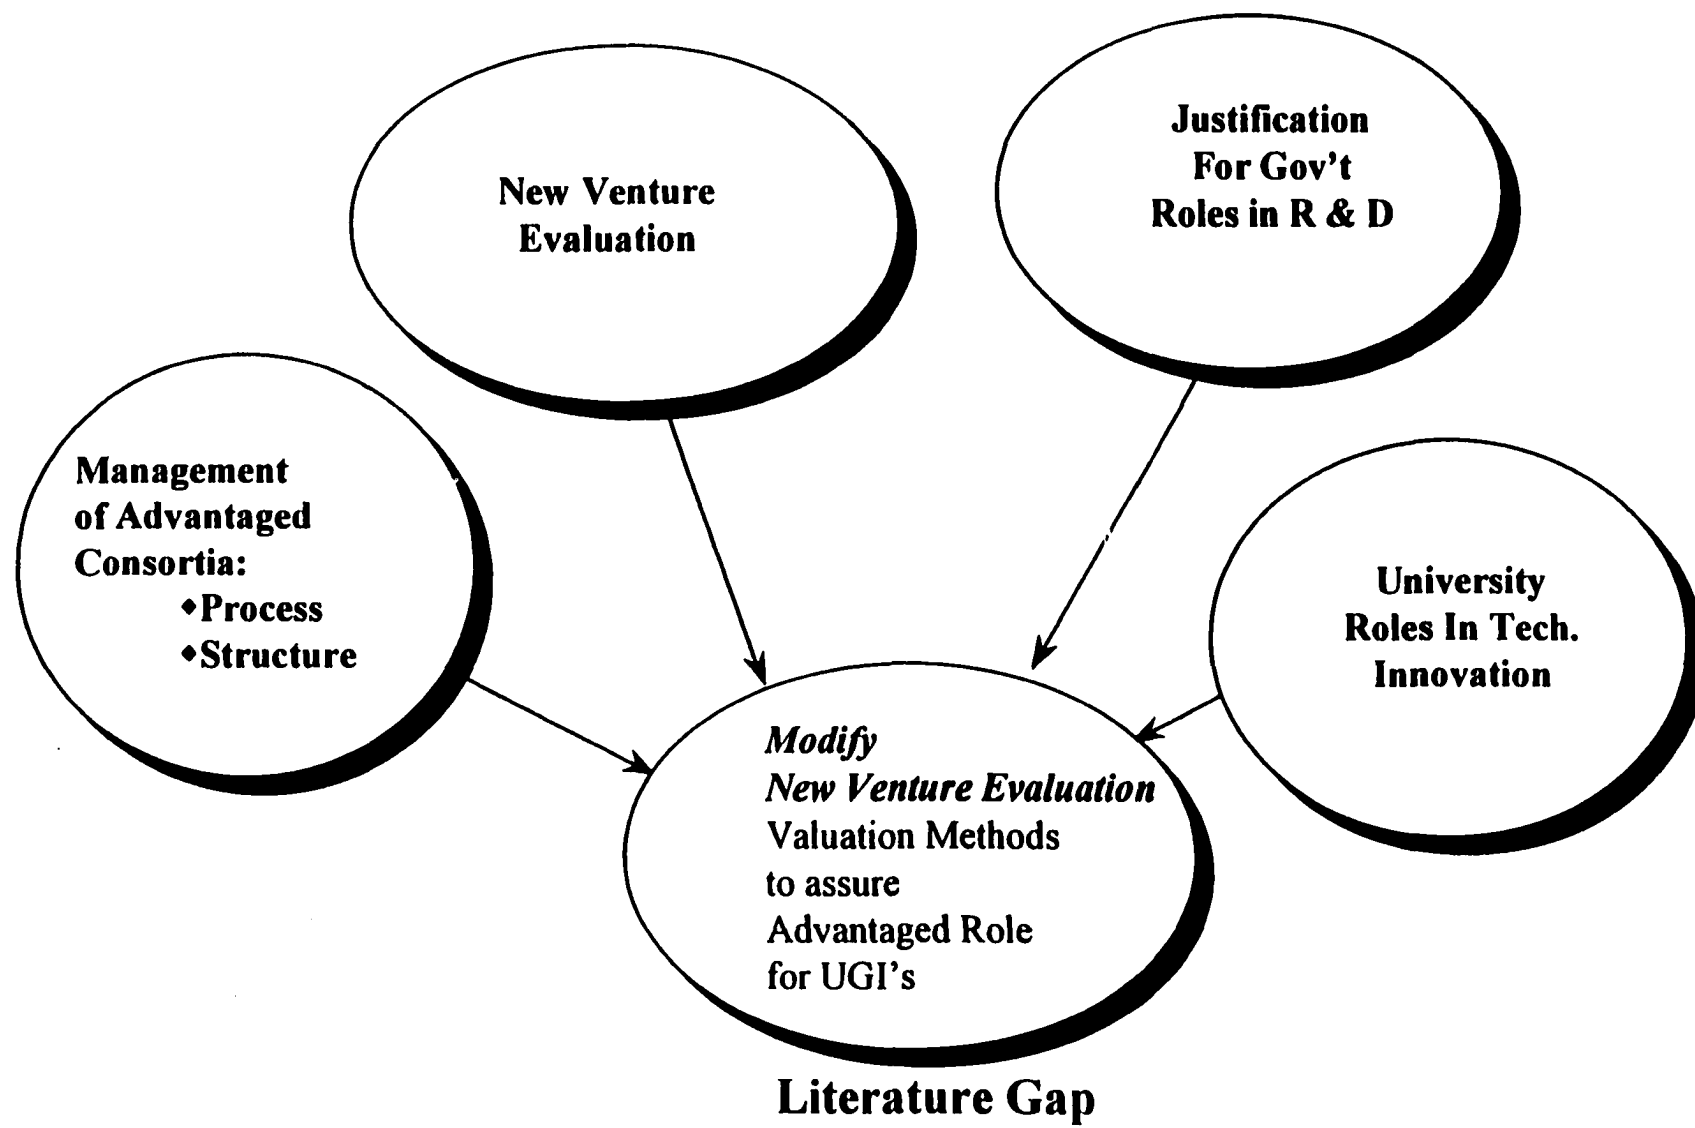 New Venture
Evaluation
Justification
For Gov't
Roles in R & D
Management
of Advantaged
Consortia:
◆Process
◆Structure
University
Roles In Tech.
Innovation
Modify
New Venture Evaluation
Valuation Methods
to assure
Advantaged Role
for UGI's
Literature Gap